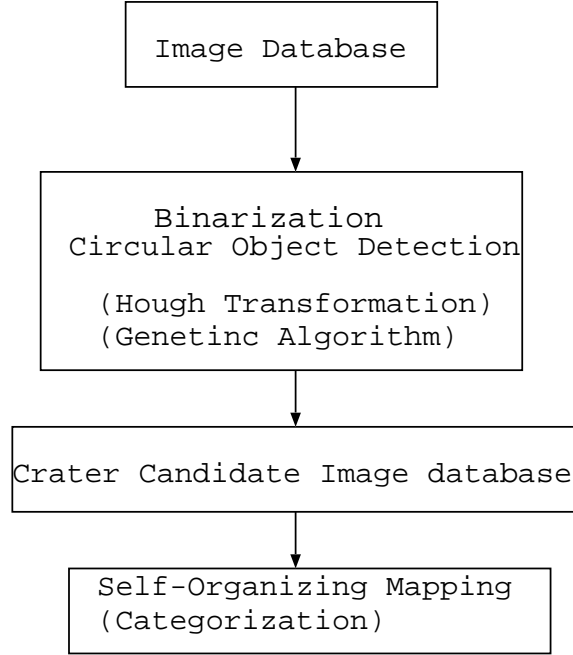 Image Database
Binarization
Circular Object Detection
(Hough Transformation)
(Genetinc Algorithm)
Crater Candidate Image database
Self-Organizing Mapping
(Categorization)